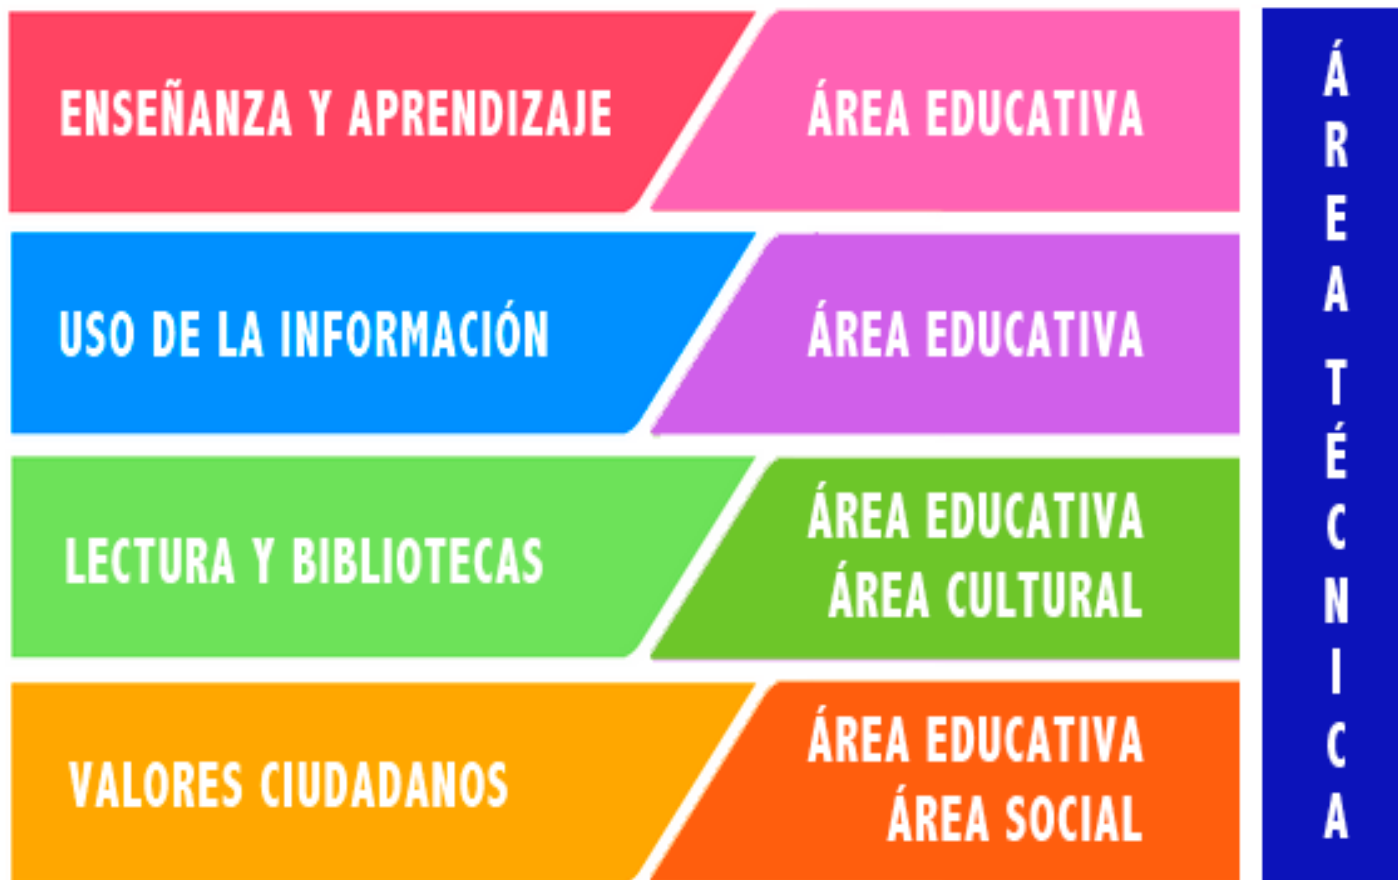 ENSEÑANZA Y APRENDIZAJE
ÁREA EDUCATIVA
USO DE LA INFORMACIÓN
ÁREA EDUCATIVA
LECTURA Y BIBLIOTECAS
ÁREA EDUCATIVA
ÁREA CULTURAL
VALORES CIUDADANOS
ÁREA EDUCATIVA
ÁREA SOCIAL
ÁREA TÉCNICA